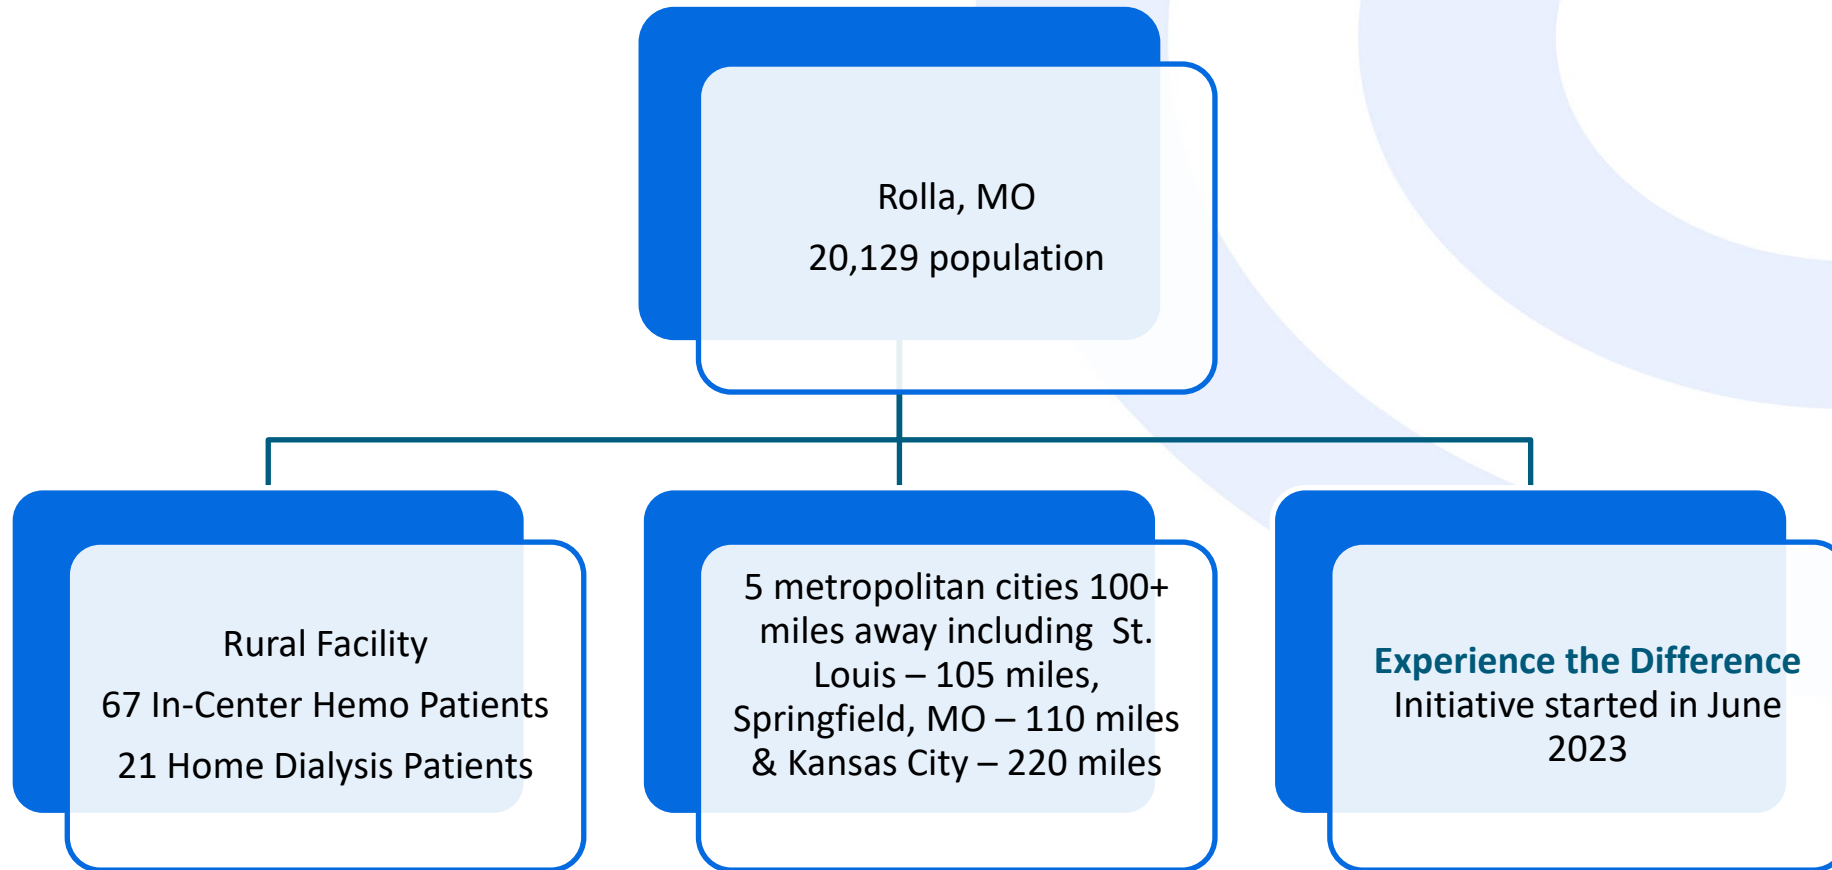 Rolla, MO
20,129 population
Rural Facility
67 In-Center Hemo Patients
21 Home Dialysis Patients
5 metropolitan cities 100+
miles away including  St.
Louis – 105 miles,
Springfield, MO – 110 miles
& Kansas City – 220 miles
Experience the Difference
Initiative started in June
2023